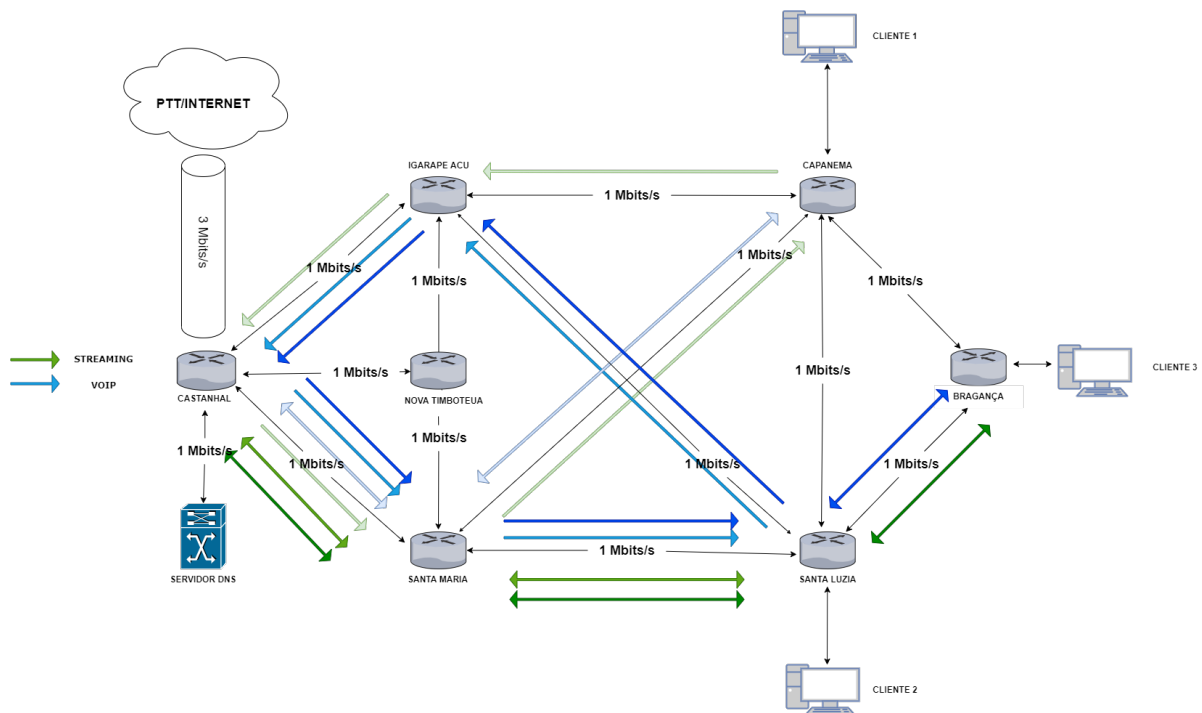 CLIENTE 1
PTT/INTERNET
IGARAPE ACU
CAPANEMA
1 Mbits/s
3 Mbits/s
1 Mbits/s
1 Mbits/s
1 Mbits/s
1 Mbits/s
STREAMING
VOIP
CASTANHAL
1 Mbits/s
NOVA TIMBOTEUA
1 Mbits/s
BRAGANÇA
CLIENTE 3
1 Mbits/s
1 Mbits/s
1 Mbits/s
1 Mbits/s
1 Mbits/s
1 Mbits/s
SERVIDOR DNS
SANTA MARIA
SANTA LUZIA
CLIENTE 2